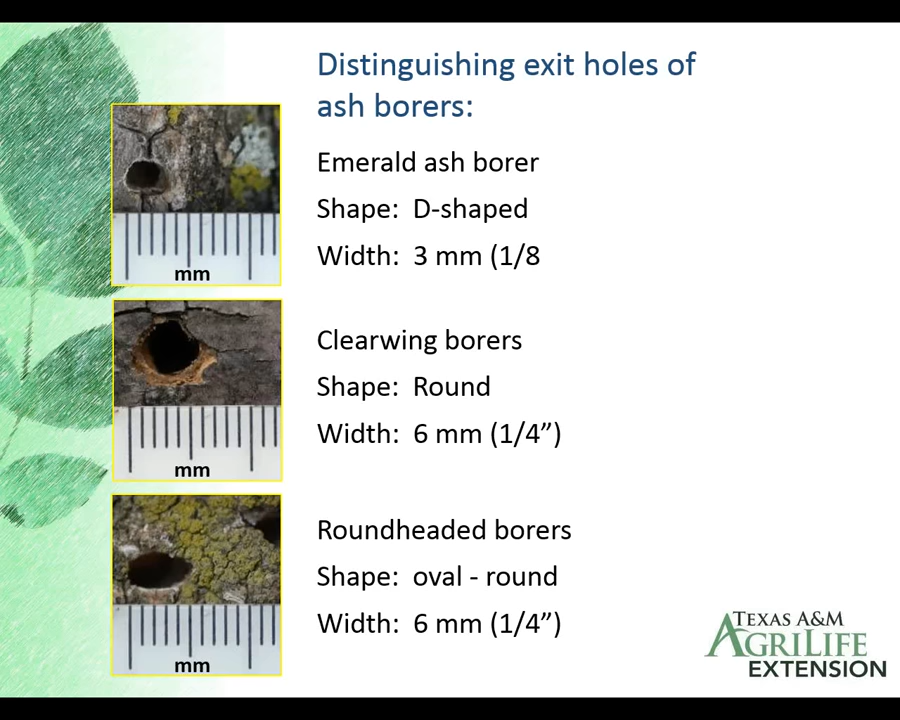 Distinguishing exit holes of
ash borers:
Emerald ash borer
Shape: D-shaped
Width: 3 mm (1/8
mm
Clearwing borers
Shape: Round
Width: 6 mm (1/4”)
mm
Roundheaded borers
Shape: oval - round
Width: 6 mm (1/4”)
mm
TEXAS A&M
AGRILIFE
EXTENSION